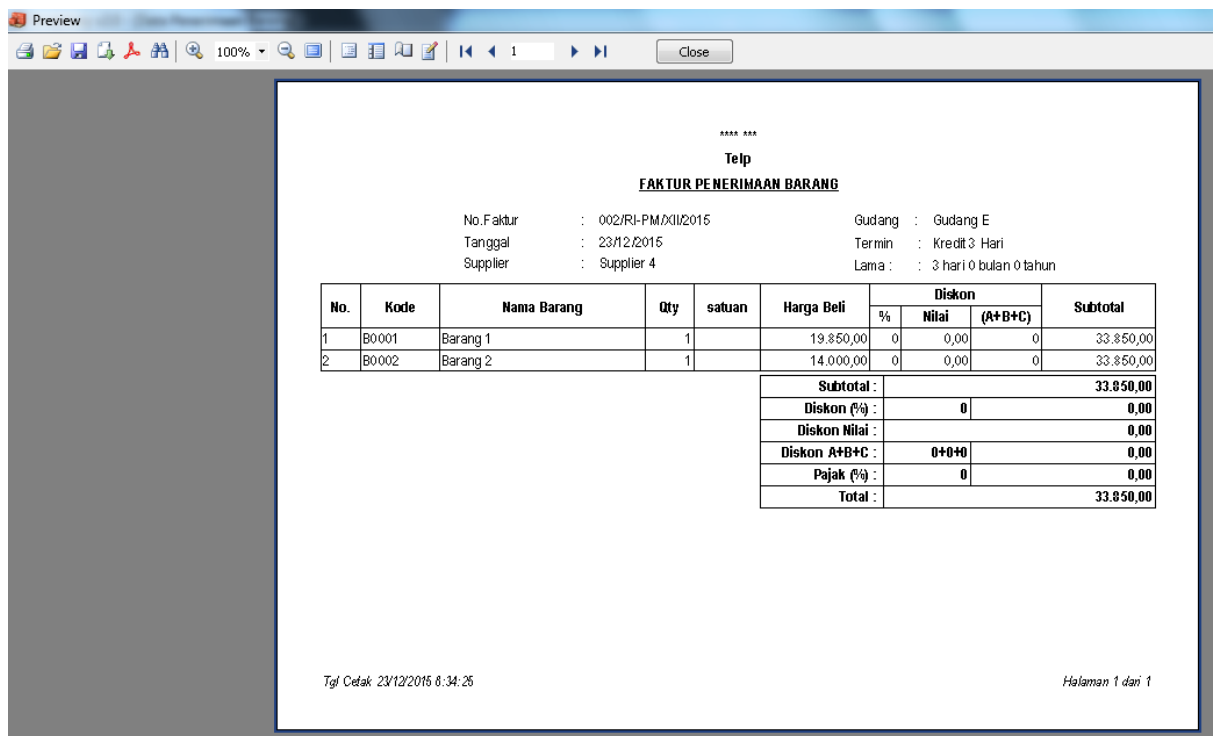 Preview
100% 1 Close
**** ***
Telp
FAKTUR PENERIMAAN BARANG
No.Faktur : 002/RI-PM/XII/2015 Gudang : Gudang E
Tanggal : 23/12/2015 Termin : Kredit 3 Hari
Supplier : Supplier 4 Lama : : 3 hari 0 bulan 0 tahun
No. Kode Nama Barang Qty satuan Harga Beli Diskon Subtotal
% Nilai (A+B+C)
1 B0001 Barang 1 1 19.850,00 0 0,00 0 33.850,00
2 B0002 Barang 2 1 14.000,00 0 0,00 0 33.850,00
Subtotal : 33.850,00
Diskon (%) : 0 0,00
Diskon Nilai : 0,00
Diskon A+B+C : 0+0+0 0,00
Pajak (%) : 0 0,00
Total : 33.850,00
Tgl Cetak 23/12/2015 8:34:25 Halaman 1 dari 1